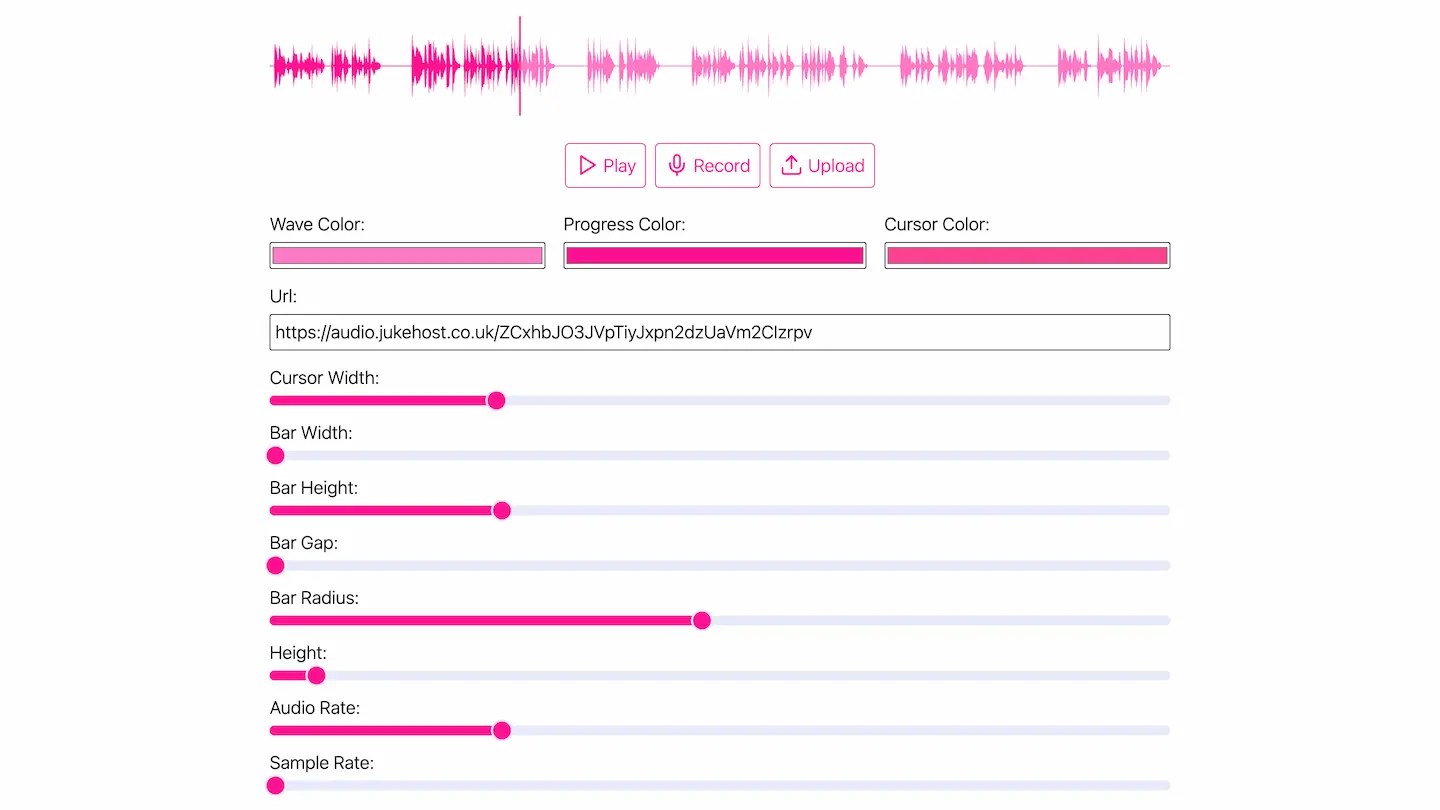 Play Record Upload
Wave Color: Progress Color: Cursor Color:
Url:
https://audio.jukehost.co.uk/ZCxhbJO3JVpTiyJxpn2dzUaVm2CIzrpv
Cursor Width:
Bar Width:
Bar Height:
Bar Gap:
Bar Radius:
Height:
Audio Rate:
Sample Rate: